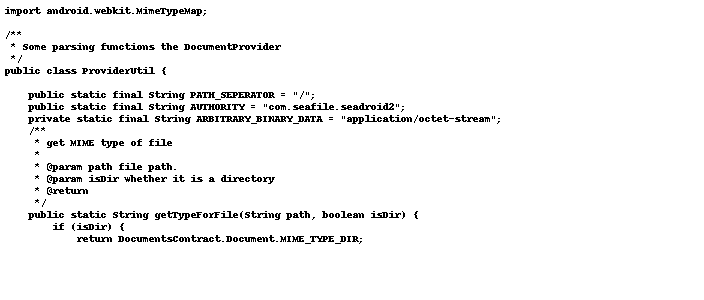 import android.webkit.MimeTypeMap;

/**
 * Some parsing functions the DocumentProvider
 */
public class ProviderUtil {

    public static final String PATH_SEPERATOR = "/";
    public static final String AUTHORITY = "com.seafile.seadroid2";
    private static final String ARBITRARY_BINARY_DATA = "application/octet-stream";
    /**
     * get MIME type of file
     *
     * @param path file path.
     * @param isDir whether it is a directory
     * @return
     */
    public static String getTypeForFile(String path, boolean isDir) {
        if (isDir) {
            return DocumentsContract.Document.MIME_TYPE_DIR;